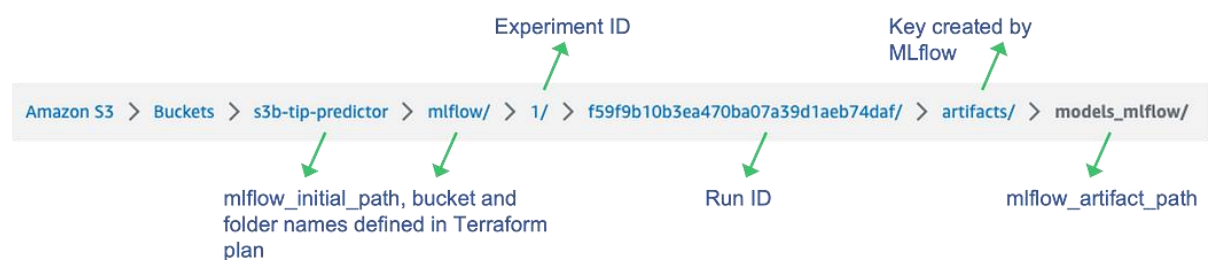 Experiment ID
Key created by
MLflow
Amazon S3 > Buckets > s3b-tip-predictor > mlflow/ > 1/ > f59f9b10b3ea470ba07a39d1aeb74daf/ > artifacts/ > models_mlflow/
mlflow_initial_path, bucket and
folder names defined in Terraform
plan
Run ID
mlflow_artifact_path